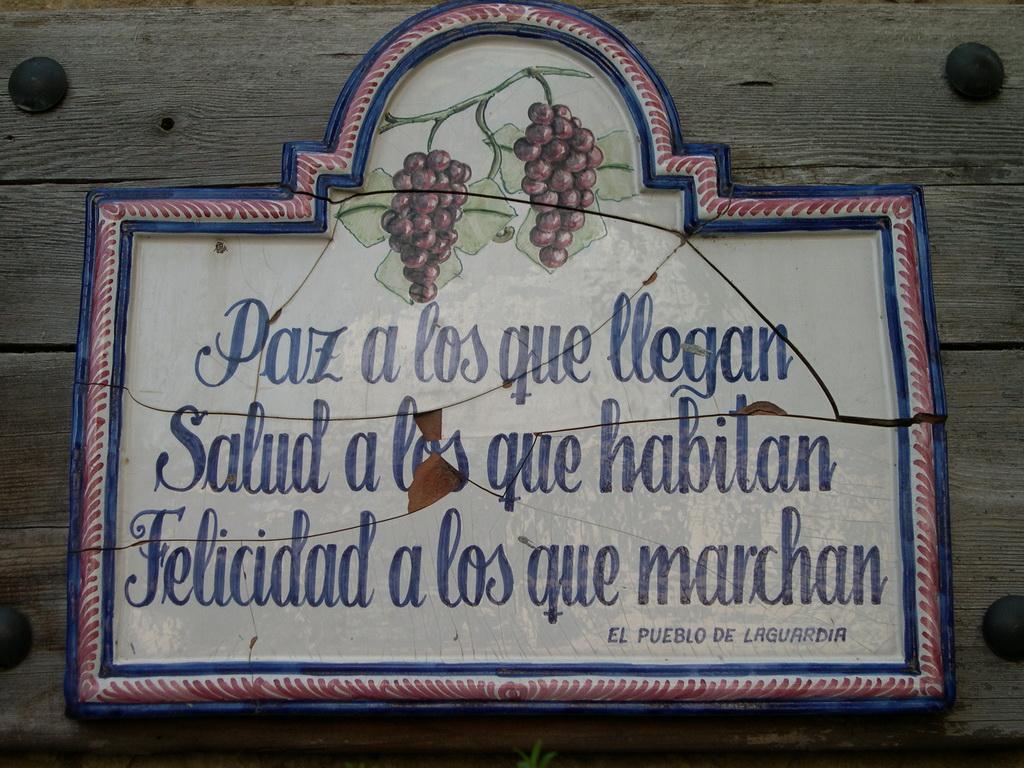 Paz a los que llegan
Salud a los que habitan
Felicidad a los que marchan
EL PUEBLO DE LAGUARDIA